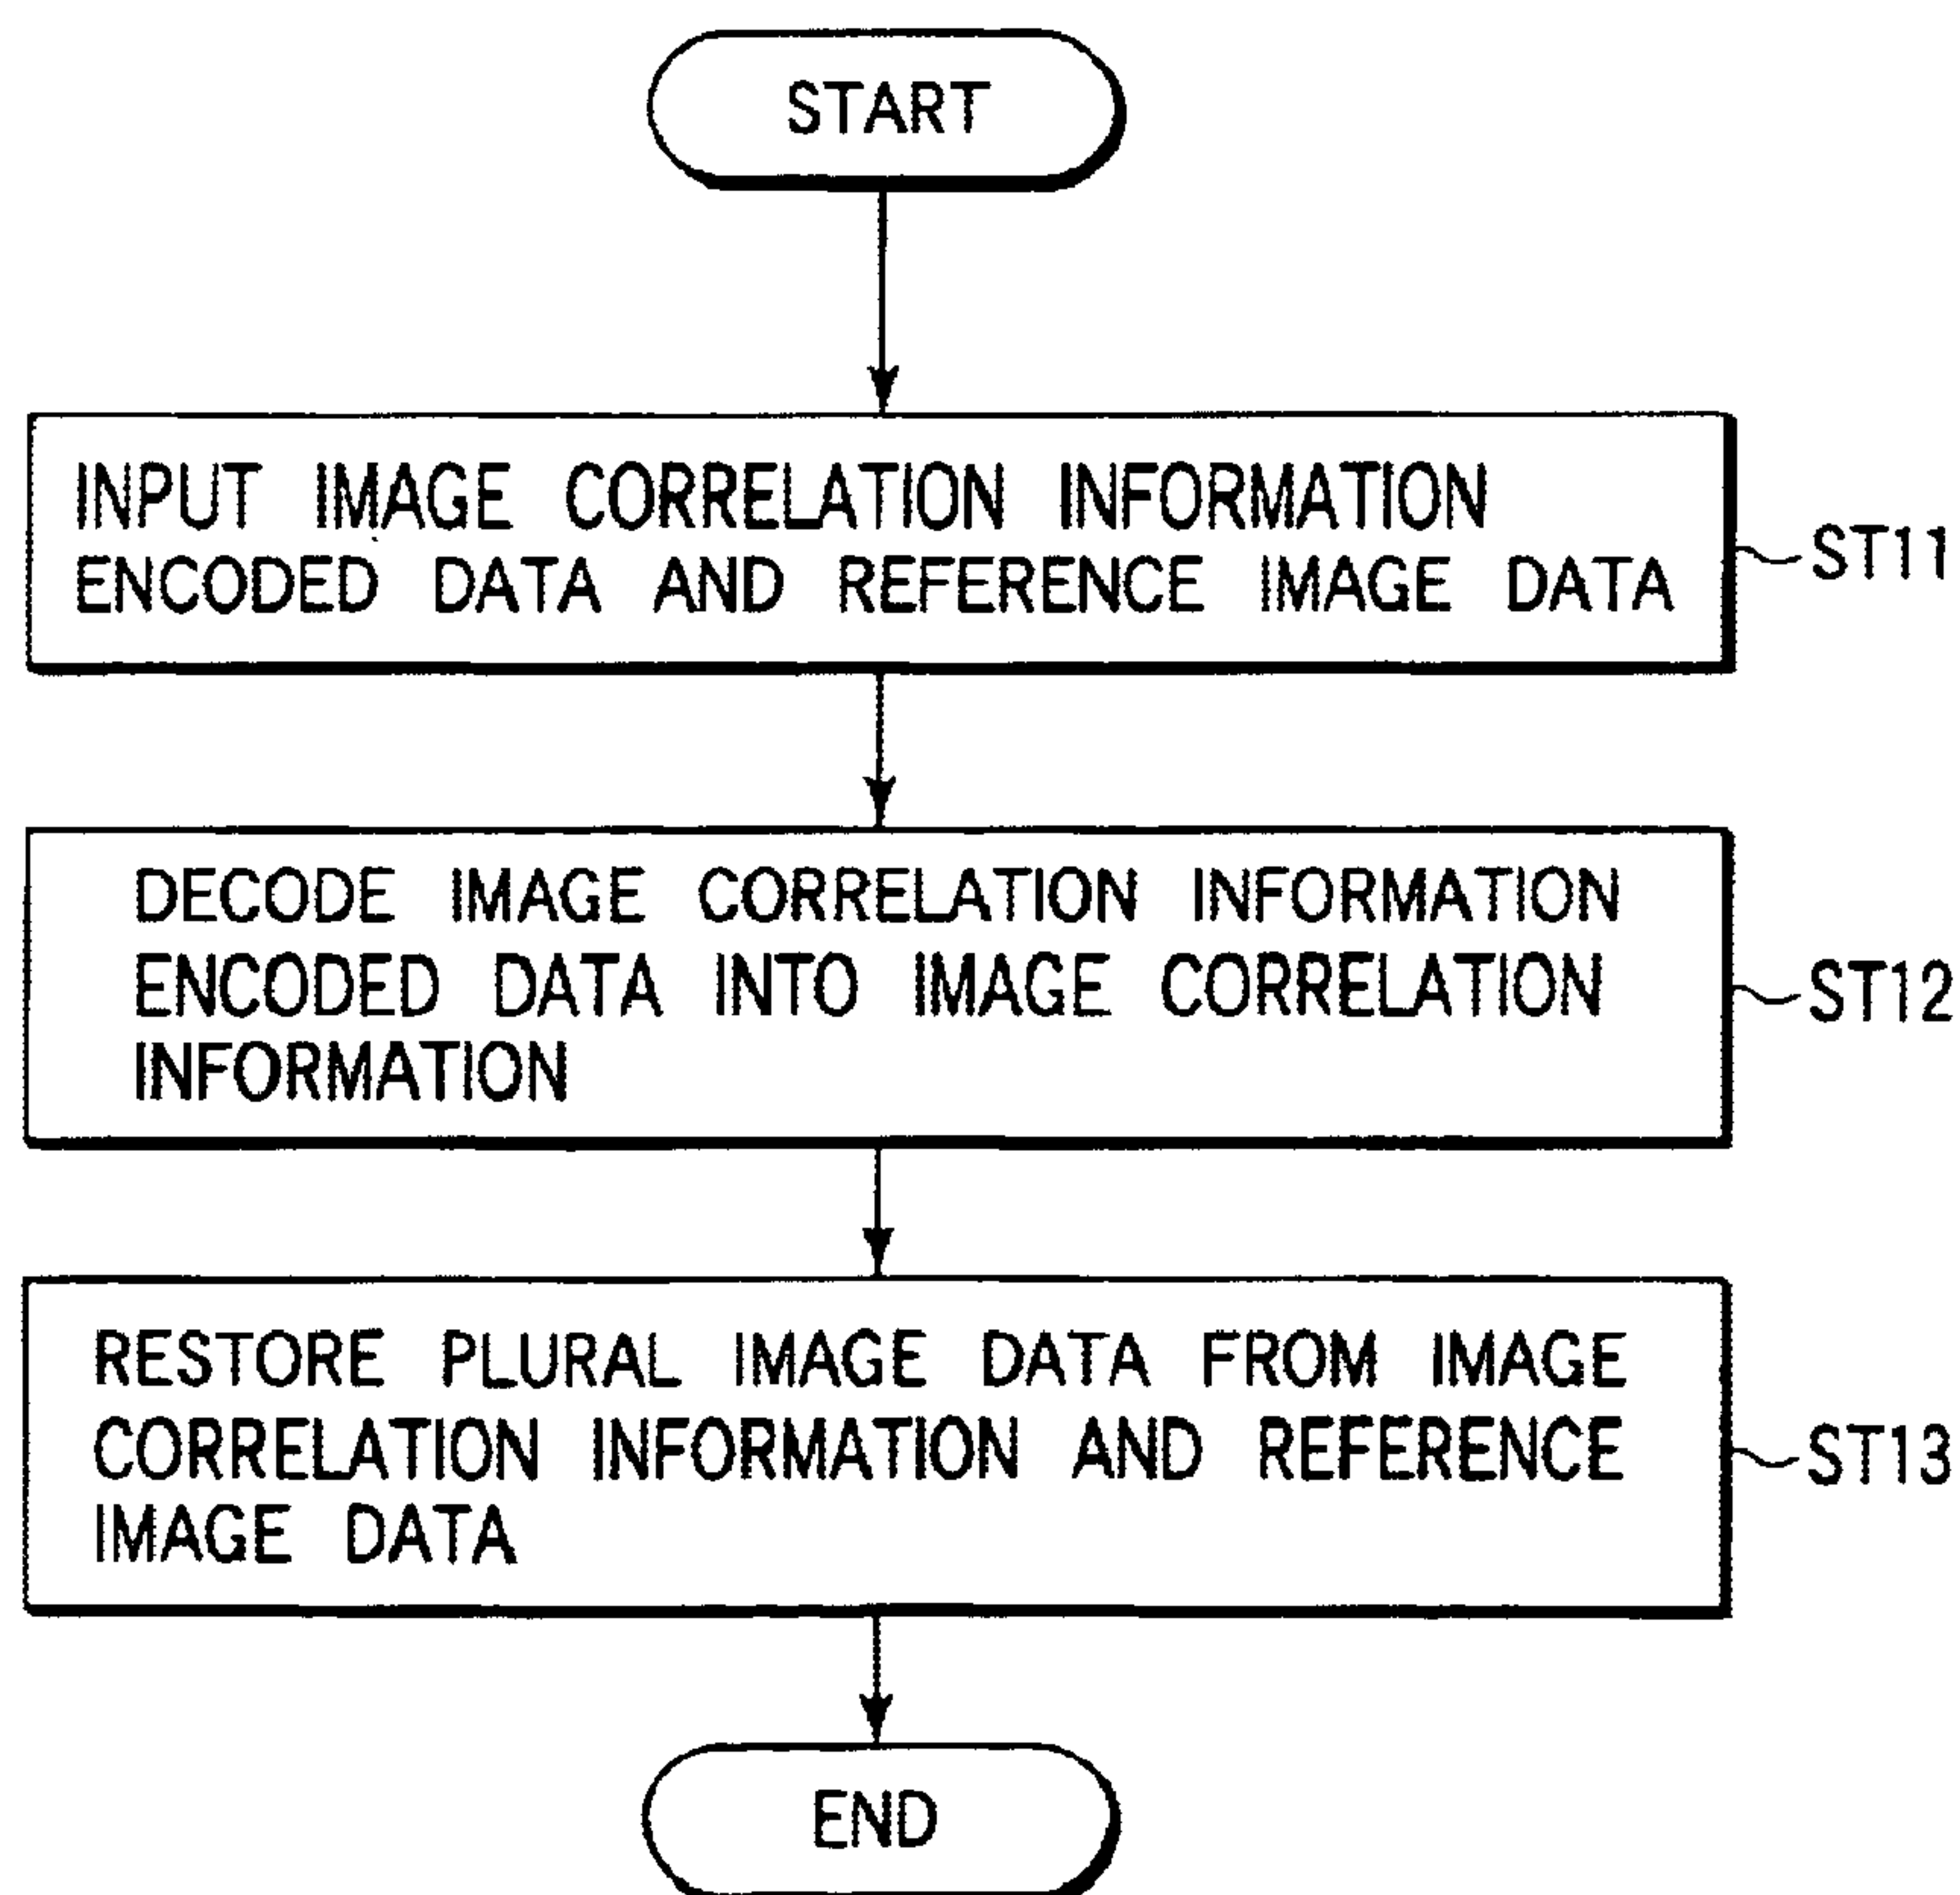 START
INPUT IMAGE CORRELATION INFORMATION
ENCODED DATA AND REFERENCE IMAGE DATA
ST11
DECODE IMAGE CORRELATION INFORMATION
ENCODED DATA INTO IMAGE CORRELATION
INFORMATION
ST12
RESTORE PLURAL IMAGE DATA FROM IMAGE
CORRELATION INFORMATION AND REFERENCE
IMAGE DATA
ST13
END